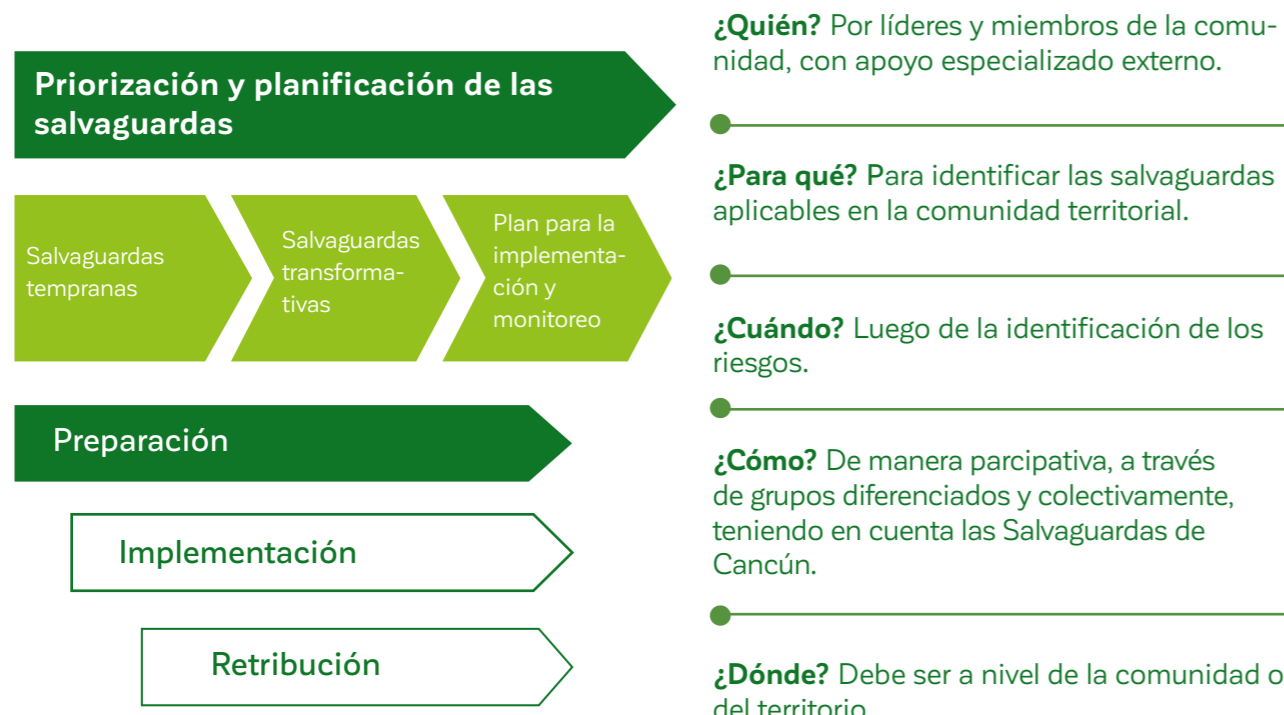 Priorización y planificación de las
salvaguardas
Salvaguardas
tempranas
Salvaguardas
transforma-
tivas
Plan para la
implementa-
ción y
monitoreo
Preparación
Implementación
Retribución
¿Quién? Por líderes y miembros de la comu-
nidad, con apoyo especializado externo.
¿Para qué? Para identificar las salvaguardas
aplicables en la comunidad territorial.
¿Cuándo? Luego de la identificación de los
riesgos.
¿Cómo? De manera parcipativa, a través
de grupos diferenciados y colectivamente,
teniendo en cuenta las Salvaguardas de
Cancún.
¿Dónde? Debe ser a nivel de la comunidad o
del territorio